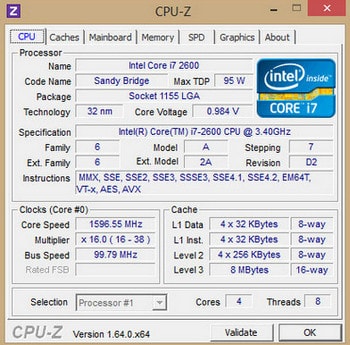 Z CPU-Z
CPU Caches Mainboard Memory SPD Graphics About
Processor
Name Intel Core i7 2600
Code Name Sandy Bridge Max TDP 95 W
Package Socket 1155 LGA
Technology 32 nm Core Voltage 0.984 V
intel inside™
CORE™ i7
Specification Intel(R) Core(TM) i7-2600 CPU @ 3.40GHz
Family 6 Model A Stepping 7
Ext. Family 6 Ext. Model 2A Revision D2
Instructions MMX, SSE, SSE2, SSE3, SSSE3, SSE4.1, SSE4.2, EM64T,
VT-x, AES, AVX
Clocks (Core #0)
Core Speed 1596.55 MHz
Multiplier x 16.0 ( 16 - 38 )
Bus Speed 99.79 MHz
Rated FSB
Cache
L1 Data 4 x 32 KBytes 8-way
L1 Inst. 4 x 32 KBytes 8-way
Level 2 4 x 256 KBytes 8-way
Level 3 8 MBytes 16-way
Selection Processor #1 Cores 4 Threads 8
CPU-Z Version 1.64.0.x64 Validate OK